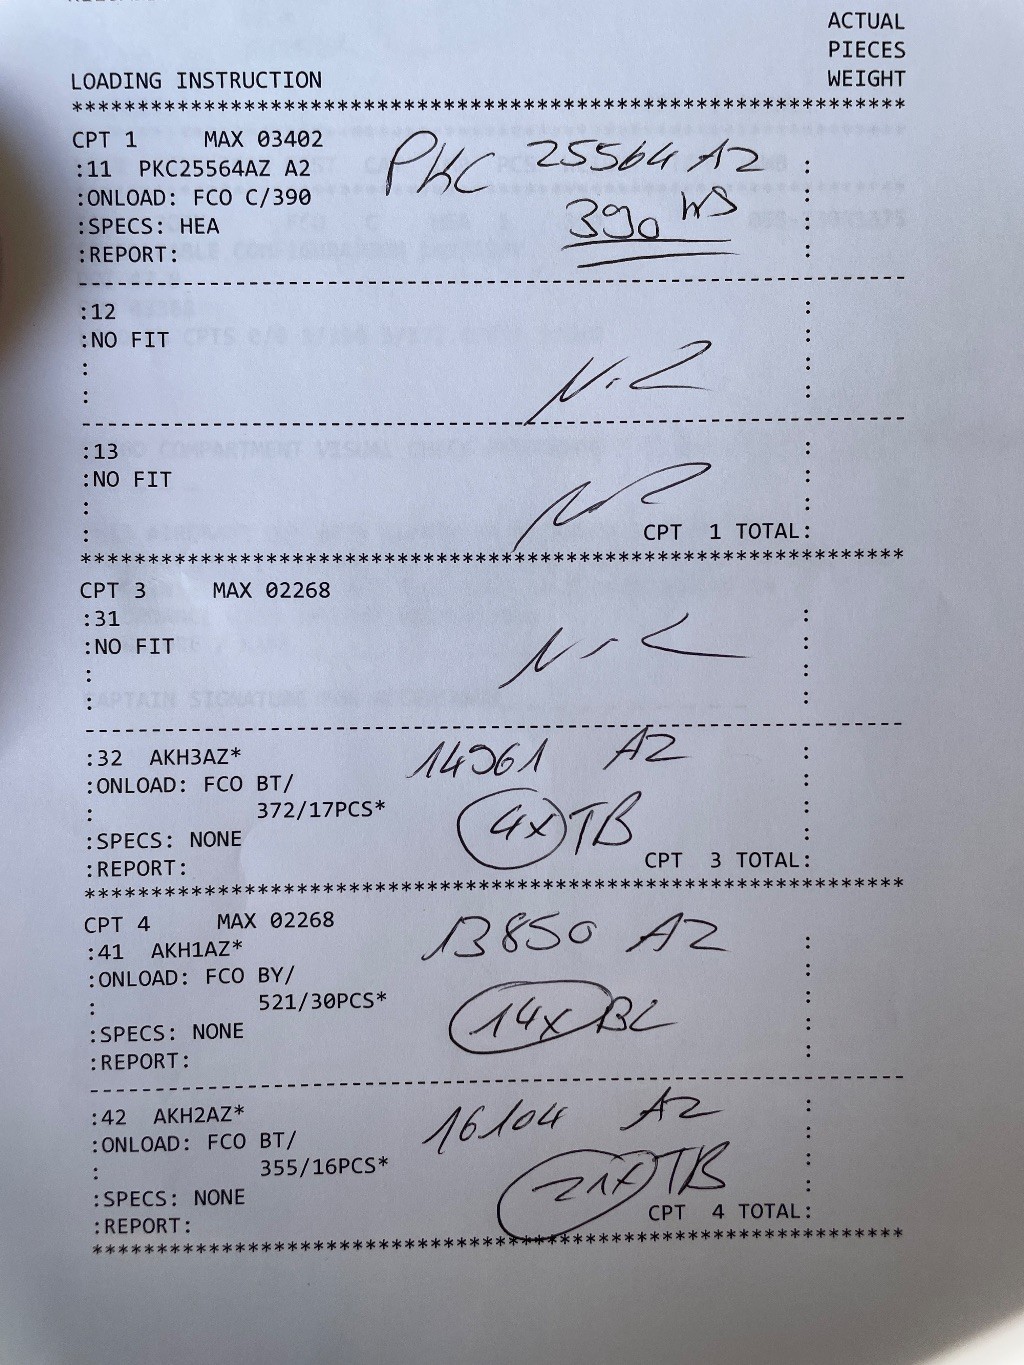 ACTUAL
PIECES
LOADING INSTRUCTION WEIGHT
********************************************************************
CPT 1 MAX 03402
:11 PKC25564AZ A2 PKC 25564 AZ :
:ONLOAD: FCO C/390 390 :
:SPECS: HEA :
:REPORT: :
----------------------------------------------------------------
:12 :
:NO FIT :
: :
: N.2 :
----------------------------------------------------------------
:13 :
:NO FIT :
: :
: CPT 1 TOTAL:
****************************************************************
CPT 3 MAX 02268
:31 :
:NO FIT :
: :
: :
----------------------------------------------------------------
:32 AKH3AZ* 14961 AZ :
:ONLOAD: FCO BT/ :
: 372/17PCS* 4x TB :
:SPECS: NONE :
:REPORT: CPT 3 TOTAL:
****************************************************************
CPT 4 MAX 02268 13850 AZ
:41 AKH1AZ* :
:ONLOAD: FCO BY/ :
: 521/30PCS* 14x BL :
:SPECS: NONE :
:REPORT: :
----------------------------------------------------------------
:42 AKH2AZ* 16104 AZ :
:ONLOAD: FCO BT/ :
: 355/16PCS* 21x TB :
:SPECS: NONE :
:REPORT: CPT 4 TOTAL:
****************************************************************